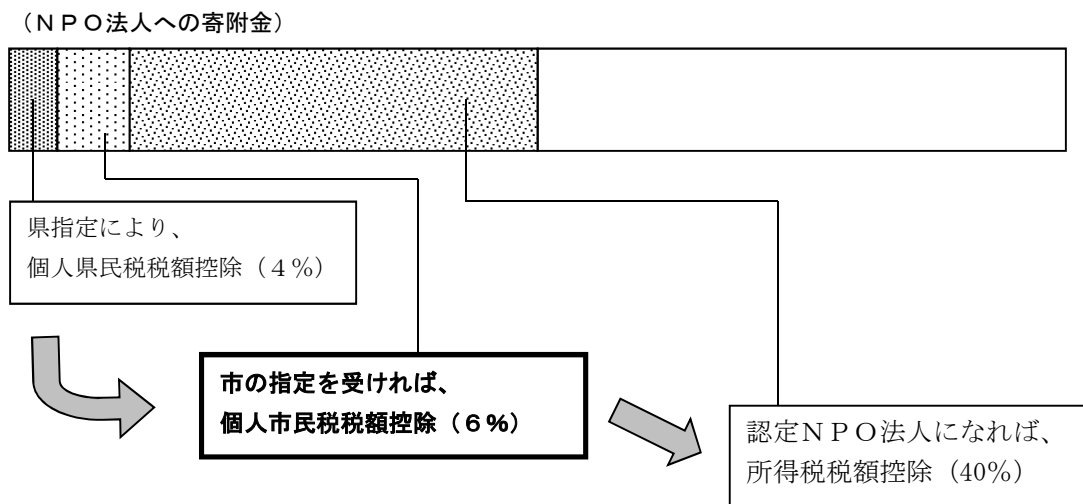 （ＮＰＯ法人への寄附金）
県指定により、
個人県民税税額控除（４％）
市の指定を受ければ、
個人市民税税額控除（６％）
認定ＮＰＯ法人になれば、
所得税税額控除（40％）